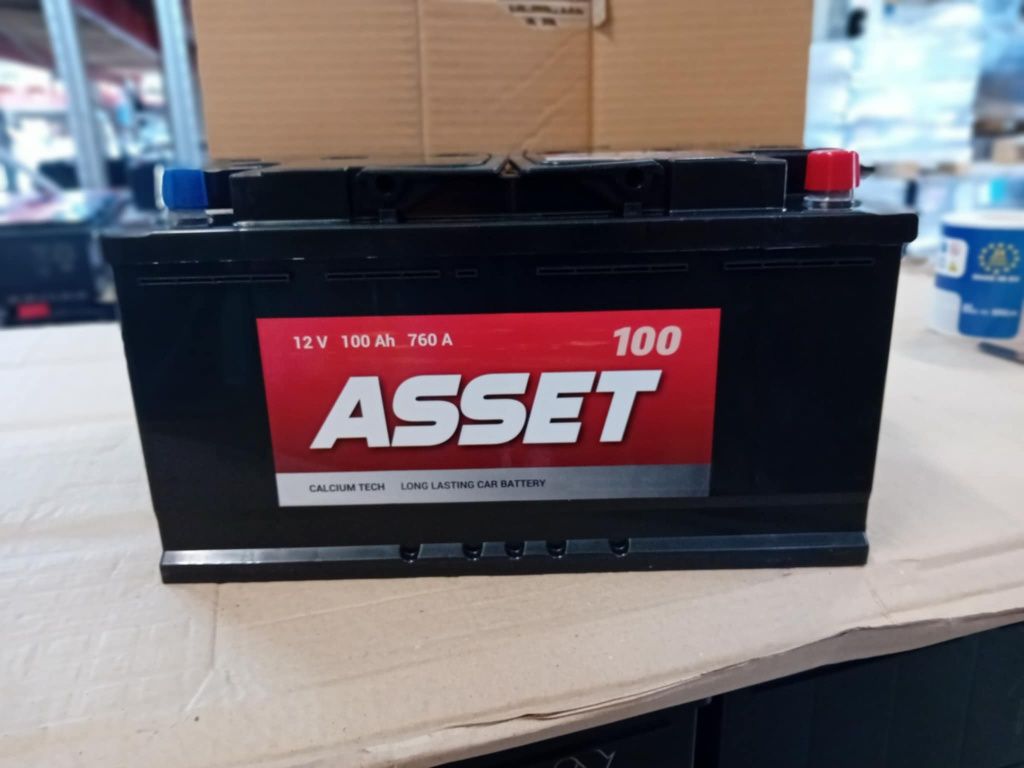 12 V 100 Ah 760 A
100
ASSET
CALCIUM TECH LONG LASTING CAR BATTERY